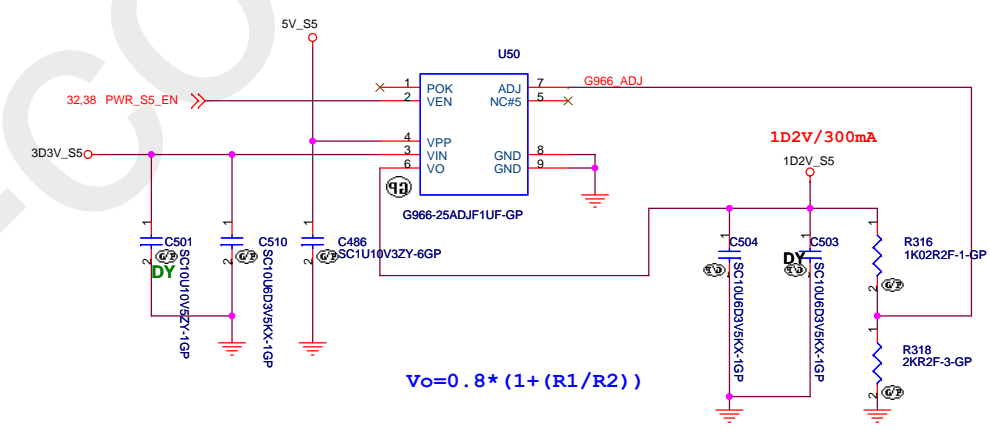 5V_S5
U50
1
POK
ADJ
7
G966_ADJ
32,38 PWR_S5_EN
2
VEN
NC#5
5
4
VPP
1D2V/300mA
3D3V_S5
3
VIN
GND
8
1D2V_S5
6
VO
GND
9
GP
G966-25ADJF1UF-GP
1
C501
SC10U10V5ZY-1GP
2
DY
1
C510
SC10U6D3V5KX-1GP
2
1
C486
SC1U10V3ZY-6GP
2
1
C504
SC10U6D3V5KX-1GP
2
1
C503
DY
SC10U6D3V5KX-1GP
2
1
R316
1K02R2F-1-GP
2
1
R318
2KR2F-3-GP
2
Vo=0.8*(1+(R1/R2))